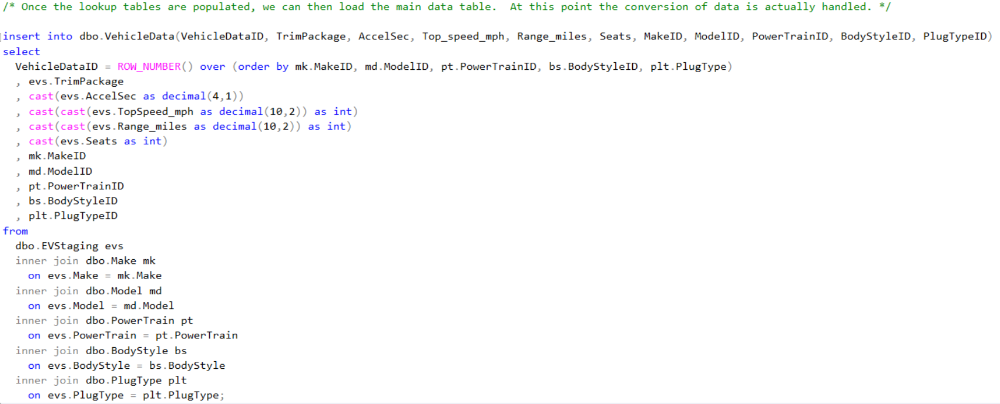 /* Once the lookup tables are populated, we can then load the main data table.  At this point the conversion of data is actually handled. */
insert into dbo.VehicleData(VehicleDataID, TrimPackage, AccelSec, Top_speed_mph, Range_miles, Seats, MakeID, ModelID, PowerTrainID, BodyStyleID, PlugTypeID)
select
  VehicleDataID = ROW_NUMBER() over (order by mk.MakeID, md.ModelID, pt.PowerTrainID, bs.BodyStyleID, plt.PlugType)
  , evs.TrimPackage
  , cast(evs.AccelSec as decimal(4,1))
  , cast(cast(evs.TopSpeed_mph as decimal(10,2)) as int)
  , cast(cast(evs.Range_miles as decimal(10,2)) as int)
  , cast(evs.Seats as int)
  , mk.MakeID
  , md.ModelID
  , pt.PowerTrainID
  , bs.BodyStyleID
  , plt.PlugTypeID
from
  dbo.EVStaging evs
  inner join dbo.Make mk
    on evs.Make = mk.Make
  inner join dbo.Model md
    on evs.Model = md.Model
  inner join dbo.PowerTrain pt
    on evs.PowerTrain = pt.PowerTrain
  inner join dbo.BodyStyle bs
    on evs.BodyStyle = bs.BodyStyle
  inner join dbo.PlugType plt
    on evs.PlugType = plt.PlugType;